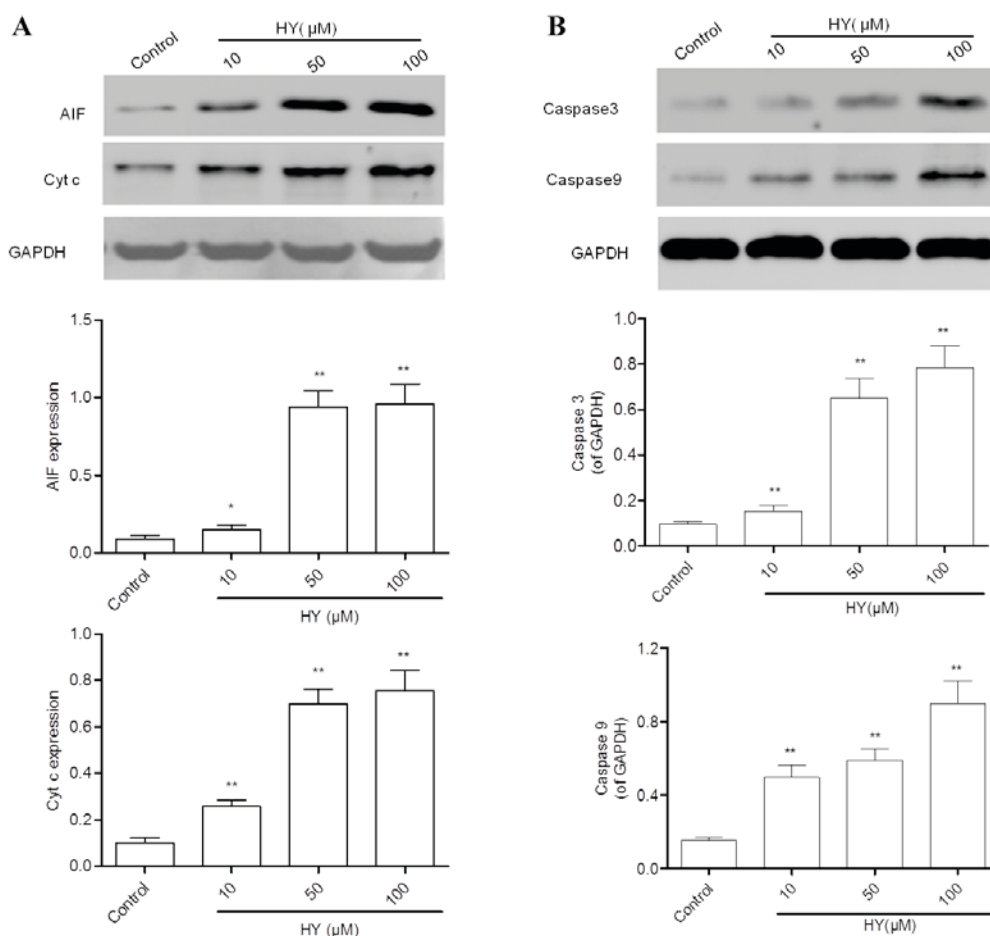 A
HY( µM)
Control
10
50
100
AIF
Cyt c
GAPDH
1.5
1.0
0.5
0.0
AIF expression
*
**
**
Control
10
50
100
HY (µM)
1.0
0.8
0.6
0.4
0.2
0.0
Cyt c expression
**
**
**
Control
10
50
100
HY (µM)
B
HY( µM)
Control
10
50
100
Caspase3
Caspase9
GAPDH
1.0
0.8
0.6
0.4
0.2
0.0
Caspase 3
(of GAPDH)
**
**
**
Control
10
50
100
HY(µM)
1.2
0.8
0.4
0.0
Caspase 9
(of GAPDH)
**
**
**
Control
10
50
100
HY(µM)